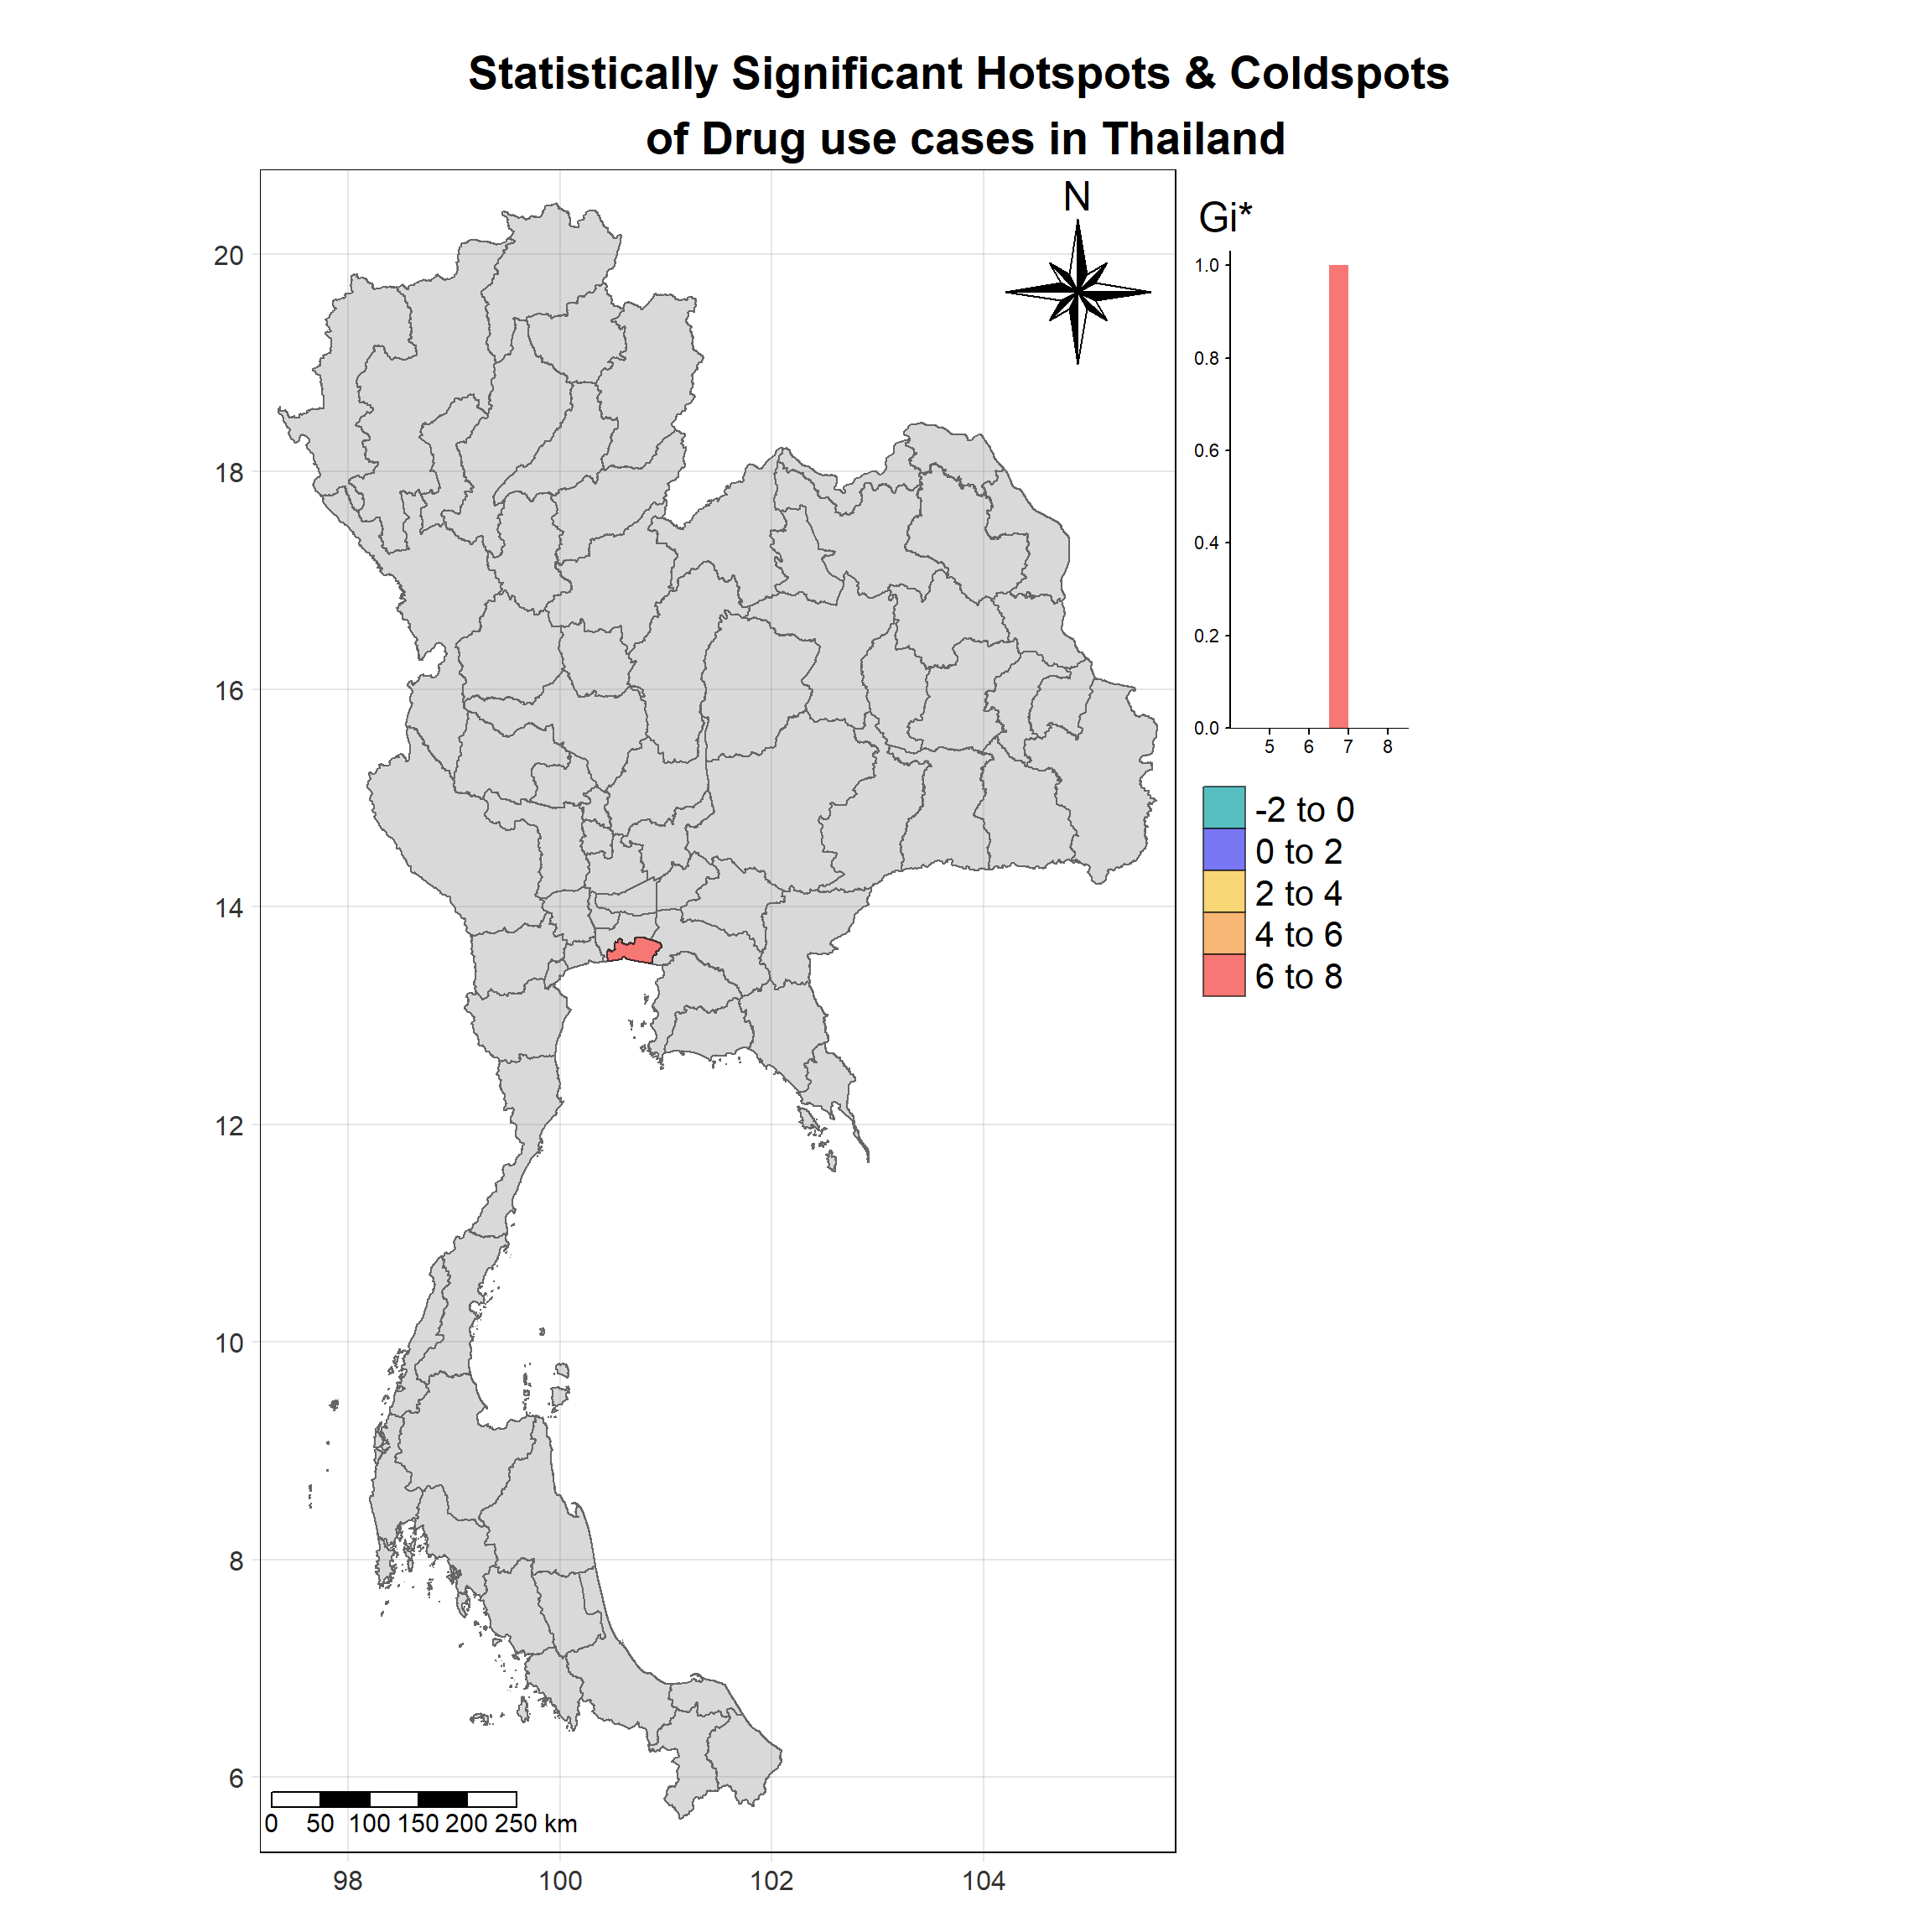 Statistically Significant Hotspots & Coldspots
of Drug use cases in Thailand
N
Gi*
1.0
0.8
0.6
0.4
0.2
0.0
5 6 7 8
-2 to 0
0 to 2
2 to 4
4 to 6
6 to 8
20
18
16
14
12
10
8
6
0 50 100 150 200 250 km
98 100 102 104